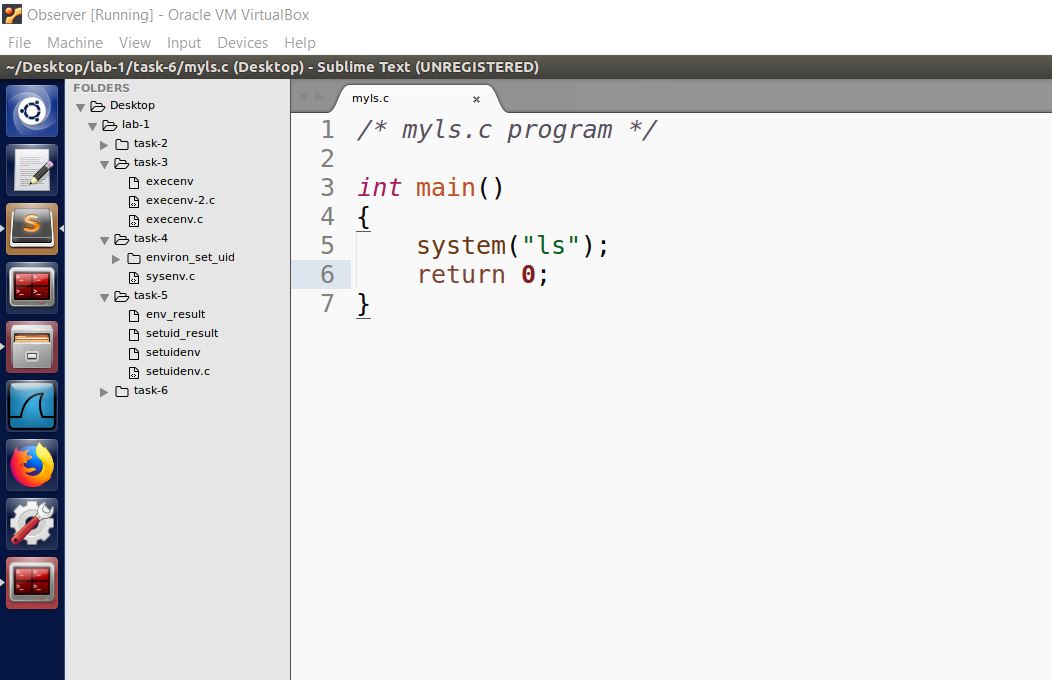 Observer [Running] - Oracle VM VirtualBox
File Machine View Input Devices Help
~/Desktop/lab-1/task-6/myls.c (Desktop) - Sublime Text (UNREGISTERED)
FOLDERS
Desktop
lab-1
task-2
task-3
execenv
execenv-2.c
execenv.c
task-4
environ_set_uid
sysenv.c
task-5
env_result
setuid_result
setuidenv
setuidenv.c
task-6
myls.c ×
1 /* myls.c program */
2
3 int main()
4 {
5     system("ls");
6     return 0;
7 }